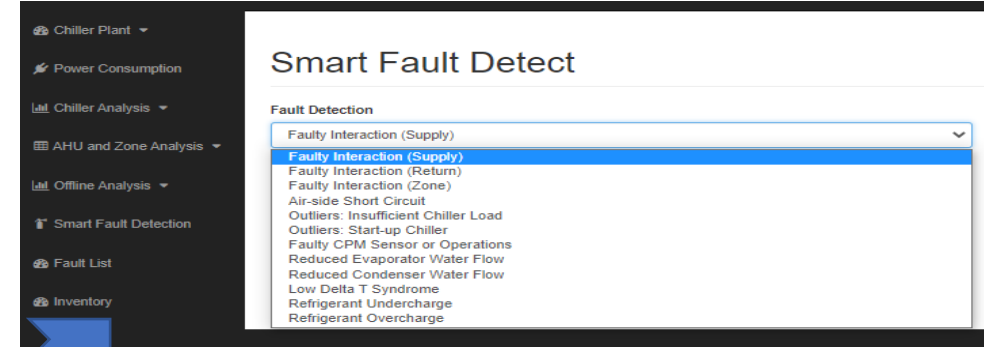 Chiller Plant
Power Consumption
Chiller Analysis
AHU and Zone Analysis
Offline Analysis
Smart Fault Detection
Fault List
Inventory
Smart Fault Detect
Fault Detection
Faulty Interaction (Supply)
Faulty Interaction (Supply)
Faulty Interaction (Return)
Faulty Interaction (Zone)
Air-side Short Circuit
Outliers: Insufficient Chiller Load
Outliers: Start-up Chiller
Faulty CPM Sensor or Operations
Reduced Evaporator Water Flow
Reduced Condenser Water Flow
Low Delta T Syndrome
Refrigerant Undercharge
Refrigerant Overcharge